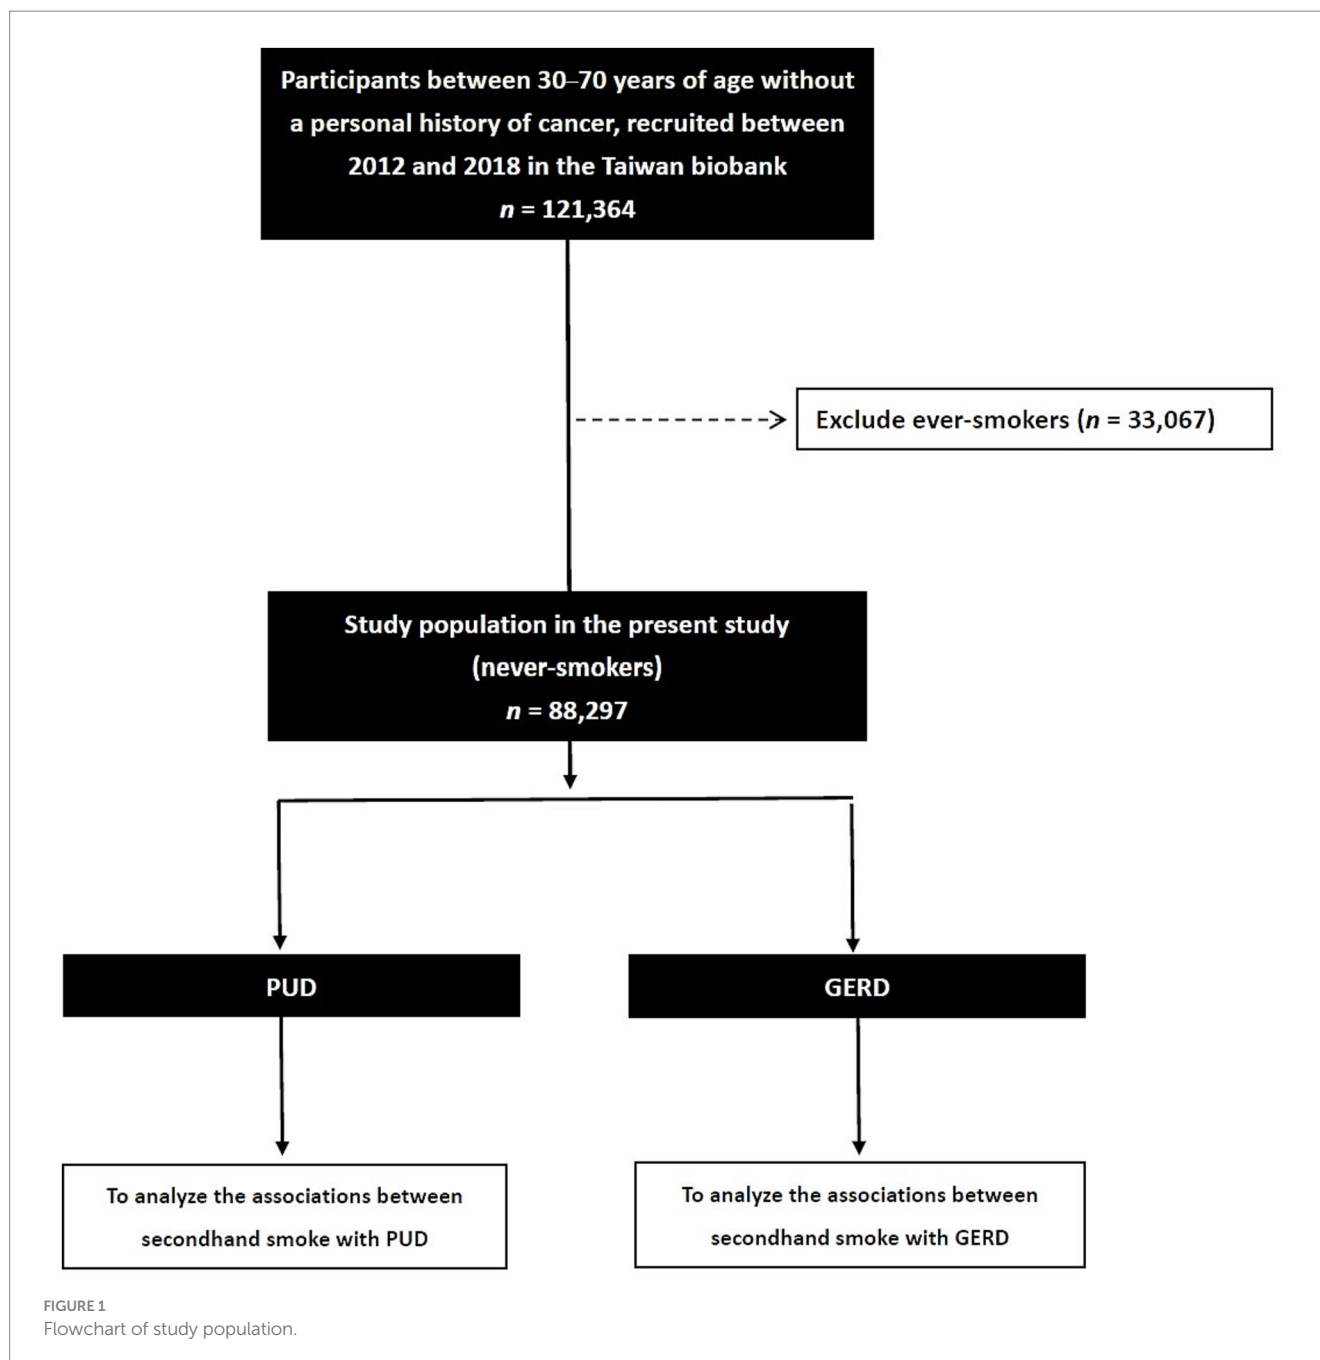 Participants between 30–70 years of age without
a personal history of cancer, recruited between
2012 and 2018 in the Taiwan biobank
n = 121,364
Exclude ever-smokers (n = 33,067)
Study population in the present study
(never-smokers)
n = 88,297
PUD
GERD
To analyze the associations between
secondhand smoke with PUD
To analyze the associations between
secondhand smoke with GERD
FIGURE 1
Flowchart of study population.